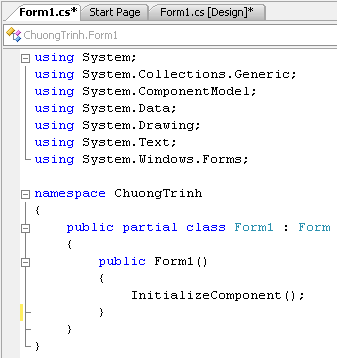 Form1.cs* Start Page Form1.cs [Design]*
ChuongTrinh.Form1
using System;
using System.Collections.Generic;
using System.ComponentModel;
using System.Data;
using System.Drawing;
using System.Text;
using System.Windows.Forms;
namespace ChuongTrinh
{
public partial class Form1 : Form
{
public Form1()
{
InitializeComponent();
}
}
}